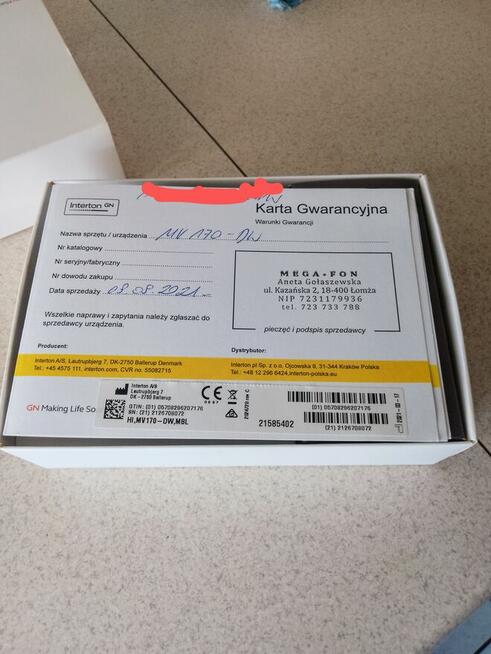 Interton GN
Karta Gwarancyjna
Warunki Gwarancji
Nazwa sprzętu / urządzenia MV 170 - DW
Nr katalogowy
Nr seryjny/fabryczny
Nr dowodu zakupu
Data sprzedaży 09.08.2021
MEGA-FON
Aneta Gołaszewska
ul. Kazańska 2, 18-400 Łomża
NIP 7231179936
tel. 723 733 788
Wszelkie naprawy i zapytania należy zgłaszać do
sprzedawcy urządzenia.
pieczęć i podpis sprzedawcy
Producent:
Dystrybutor:
Interton A/S, Lautrupbjerg 7, DK-2750 Ballerup Denmark
Tel.: +45 4575 111, interton.com, CVR no. 55082715
Interton pl Sp. z o.o. Ojcowska 9, 31-344 Kraków Polska
Tel.: +48 12 296 6424,interton-polska.eu
GN Making Life So
Interton A/S
Lautrupbjerg 7
DK - 2750 Ballerup
GTIN: (01) 05708296207176
SN: (21) 2126708072
HI,MV170-DW,MBL
21585402
(01) 05708296207176
(21) 2126708072